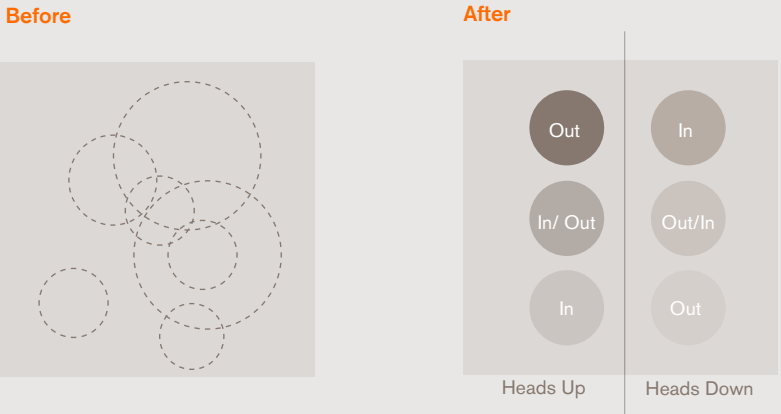 Before
After
Out
In
In/ Out
Out/In
In
Out
Heads Up
Heads Down